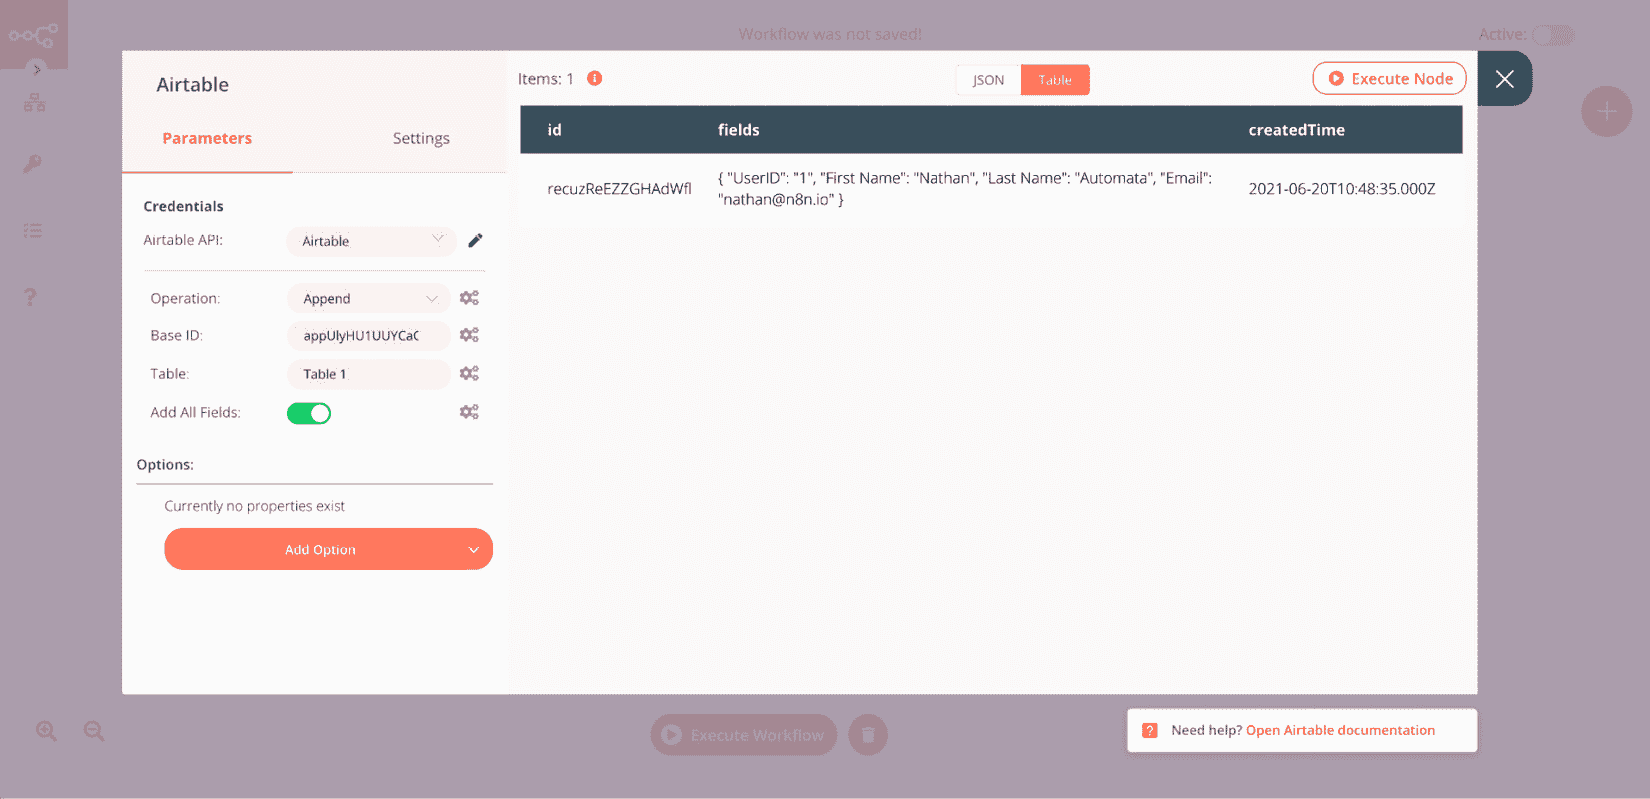 Workflow was not saved!
Active:
Airtable
Parameters
Settings
Credentials
Airtable API:
Airtable
Operation:
Append
Base ID:
appUlyHU1UUYCaC
Table:
Table 1
Add All Fields:
Options:
Currently no properties exist
Add Option
Items: 1
JSON
Table
Execute Node
id
fields
createdTime
recuzReEZZGHAdWfl
{ "UserID": "1", "First Name": "Nathan", "Last Name": "Automata", "Email":
"nathan@n8n.io" }
2021-06-20T10:48:35.000Z
Execute Workflow
Need help? Open Airtable documentation